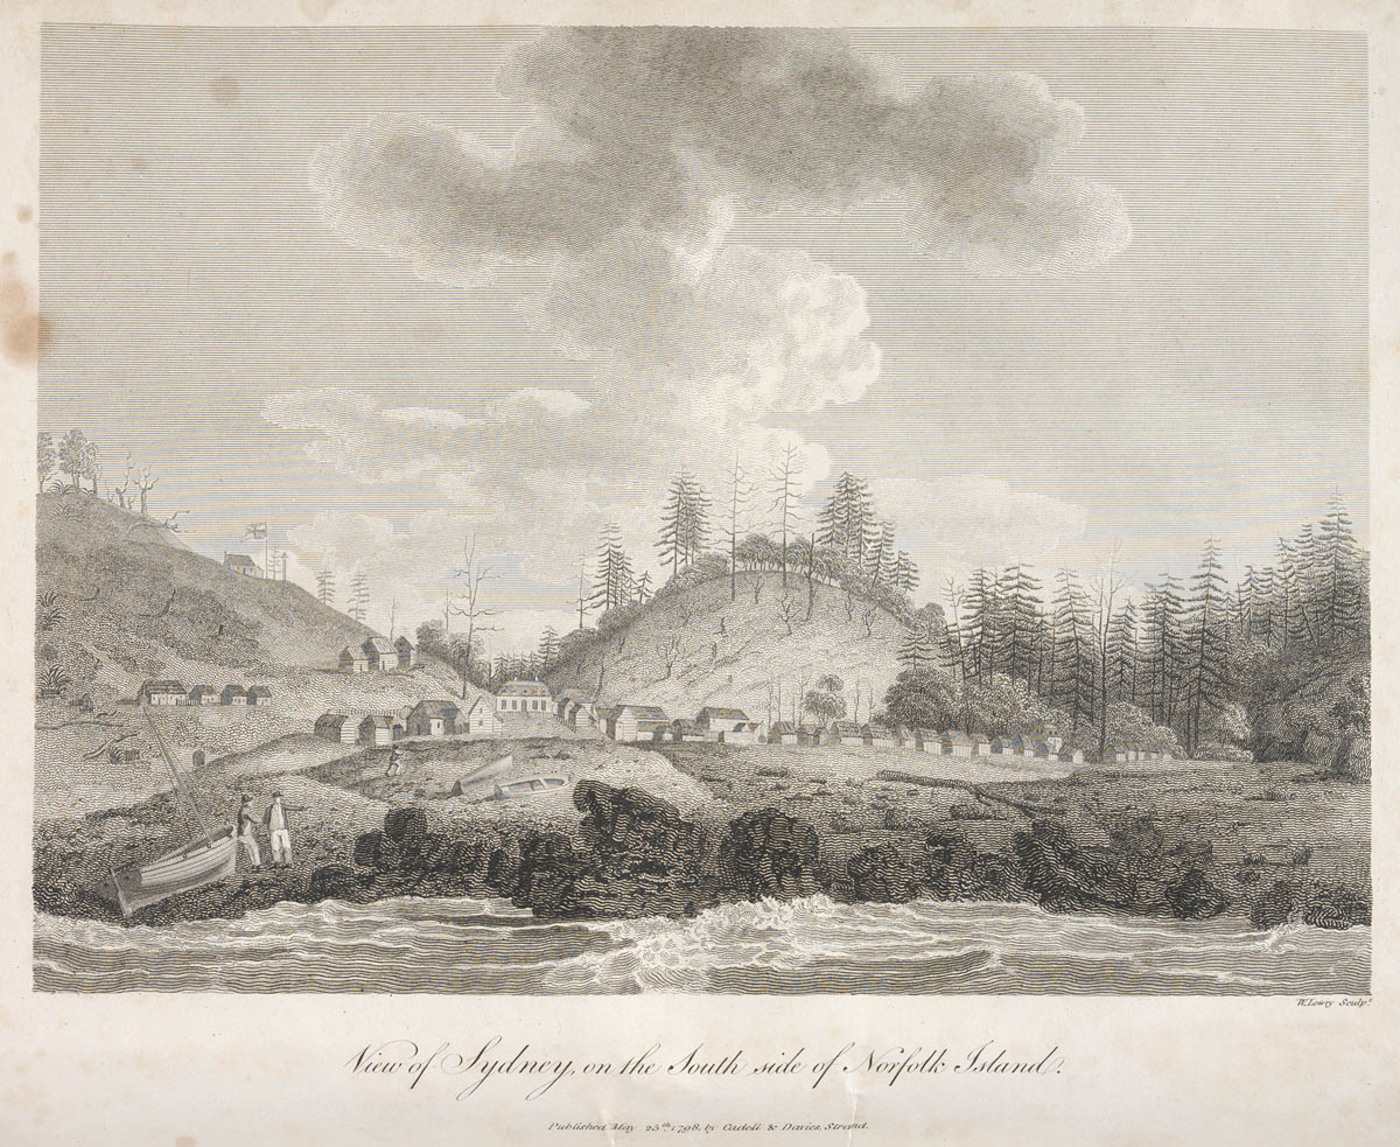 W. Lowry Sculpt.
View of Sydney, on the South side of Norfolk Island.
Published May 25th. 1798, by Cadell & Davies, Strand.